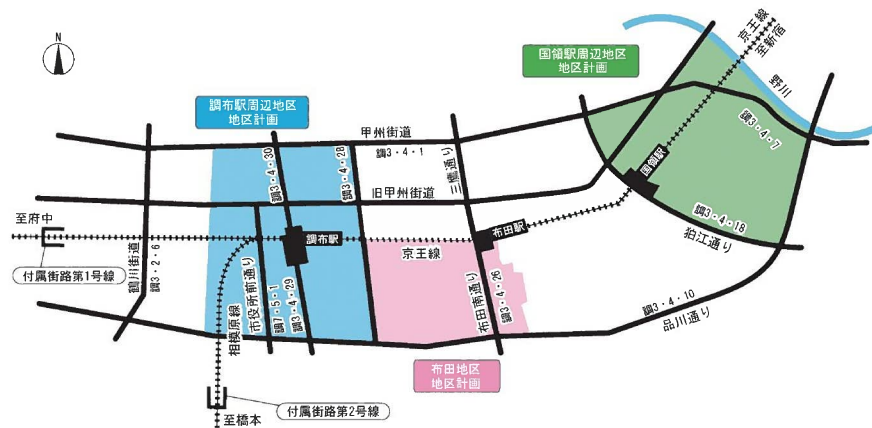 N
京王線
至新宿
国領駅周辺地区
地区計画
野川
調布駅周辺地区
地区計画
甲州街道
調3・4・1
調3・4・30
調3・4・28
三鷹通り
調3・4・7
国領駅
旧甲州街道
至府中
調3・4・18
狛江通り
布田駅
調布駅
京王線
付属街路第1号線
鶴川街道
調3・2・6
相模原線
市役所前通り
調7・5・1
調3・4・29
布田南通り
調3・4・26
調3・4・10
品川通り
布田地区
地区計画
付属街路第2号線
至橋本